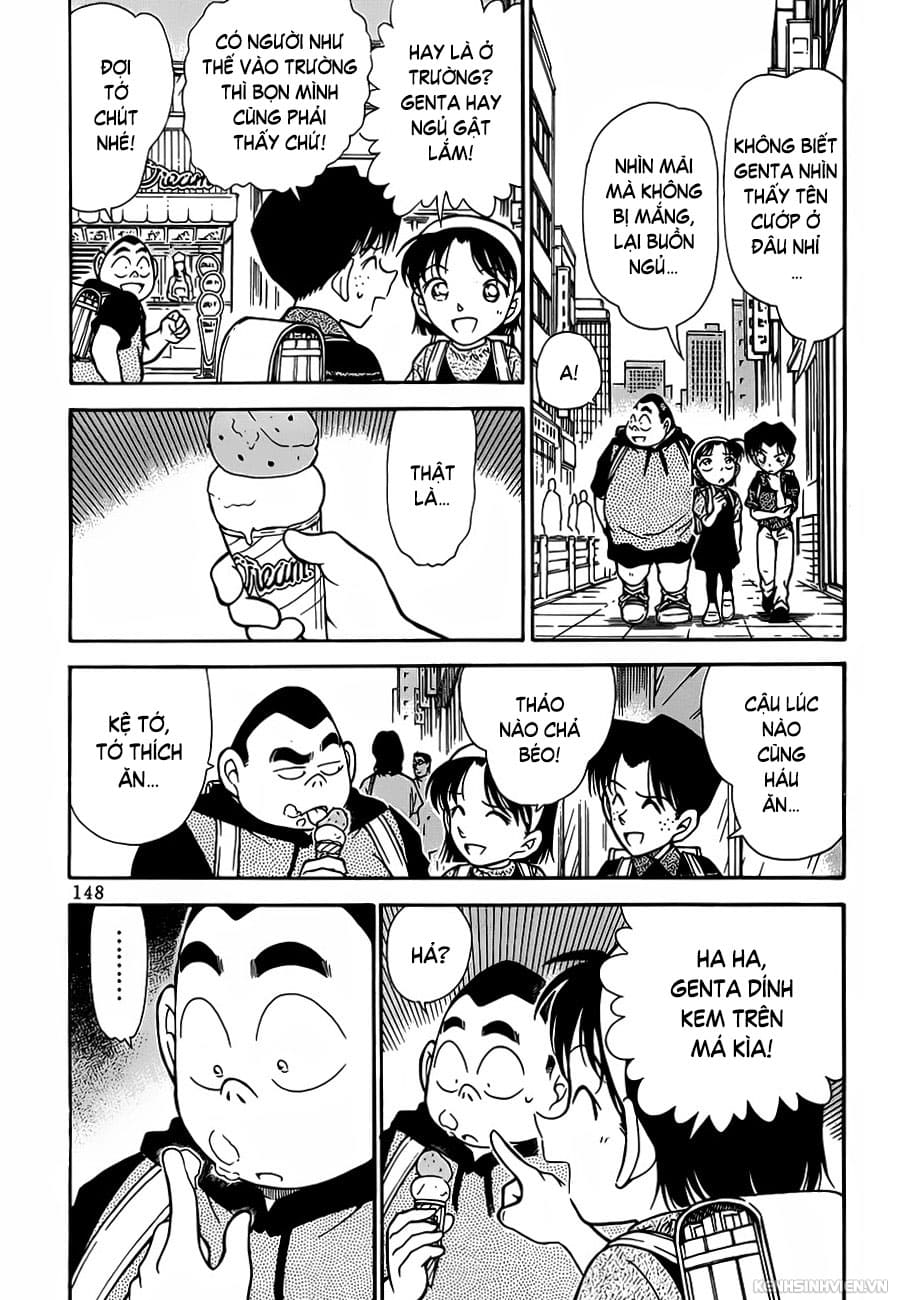 KHÔNG BIẾT
GENTA NHÌN
THẤY TÊN
CƯỚP Ở
ĐÂU NHỈ
...
NHÌN MÃI
MÀ KHÔNG
BỊ MẮNG,
LẠI BUỒN
NGỦ...
A!
HAY LÀ Ở
TRƯỜNG?
GENTA HAY
NGỦ GẬT
LẮM!
CÓ NGƯỜI NHƯ
THẾ VÀO TRƯỜNG
THÌ BỌN MÌNH
CŨNG PHẢI
THẤY CHỨ!
ĐỢI
TỚ
CHÚT
NHÉ!
Cream
THẬT
LÀ...
Cream
CẬU LÚC
NÀO
CŨNG
HÁU
ĂN...
THẢO
NÀO CHẢ
BÉO!
KỆ TỚ,
TỚ THÍCH
ĂN...
148
HA HA,
GENTA DÍNH
KEM TRÊN
MÁ KÌA!
HẢ?
........
KENHSINHVIEN.VN